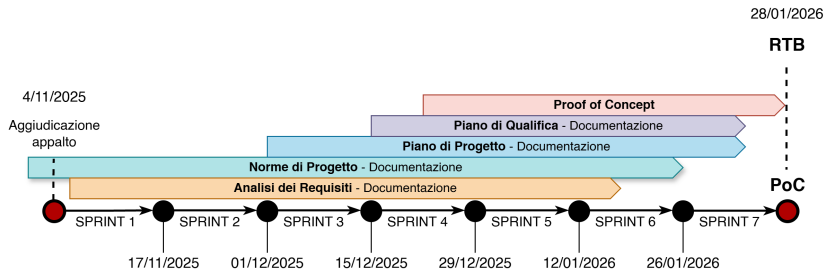 28/01/2026
RTB
4/11/2025
Aggiudicazione
appalto
Proof of Concept
Piano di Qualifica - Documentazione
Piano di Progetto - Documentazione
Norme di Progetto - Documentazione
Analisi dei Requisiti - Documentazione
PoC
SPRINT 1
SPRINT 2
SPRINT 3
SPRINT 4
SPRINT 5
SPRINT 6
SPRINT 7
17/11/2025
01/12/2025
15/12/2025
29/12/2025
12/01/2026
26/01/2026